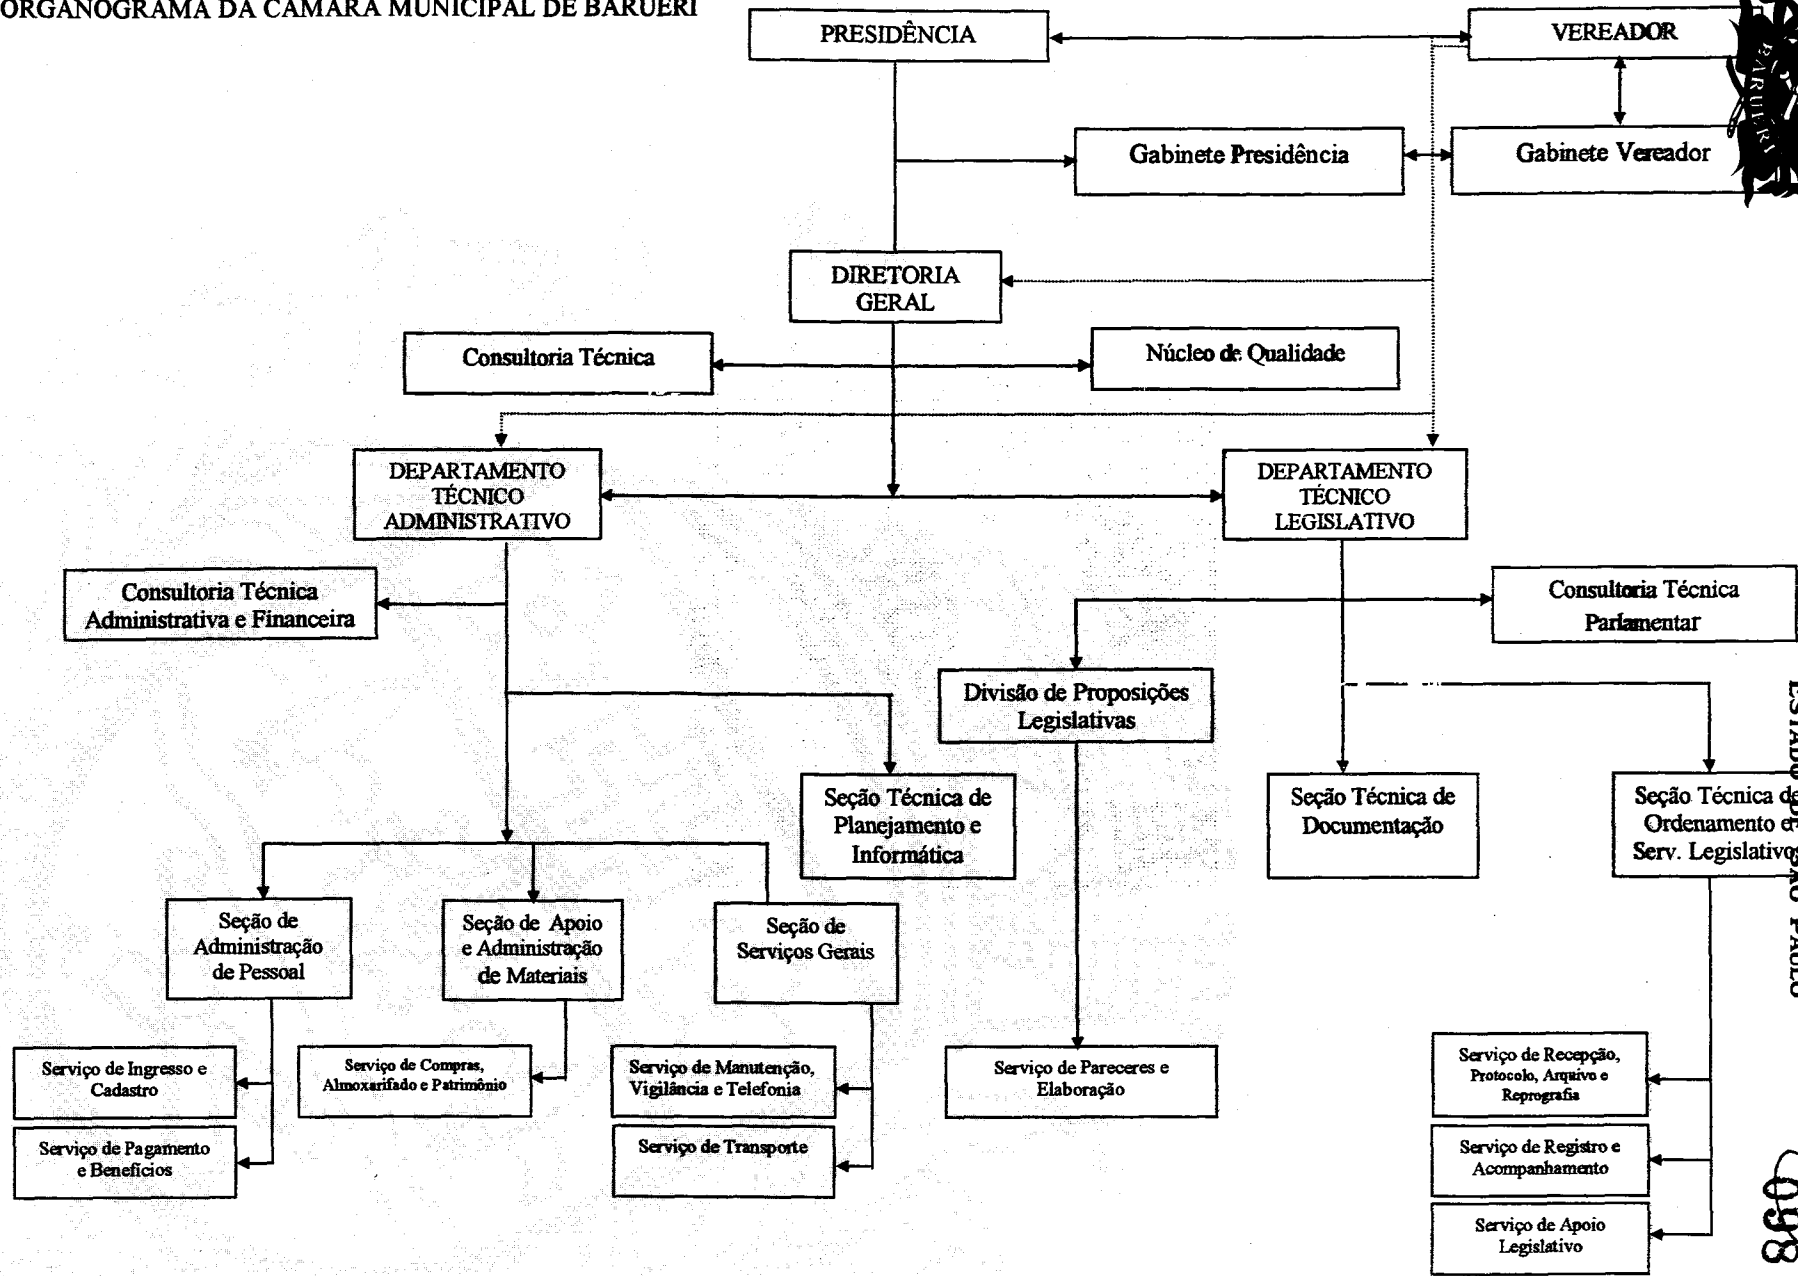 ORGANOGRAMA DA CÂMARA MUNICIPAL DE BARUERI
PRESIDÊNCIA
VEREADOR
BARUERI
Gabinete Presidência
Gabinete Vereador
DIRETORIA
GERAL
Consultoria Técnica
Núcleo de Qualidade
DEPARTAMENTO
TÉCNICO
ADMINISTRATIVO
DEPARTAMENTO
TÉCNICO
LEGISLATIVO
Consultoria Técnica
Administrativa e Financeira
Consultoria Técnica
Parlamentar
Divisão de Proposições
Legislativas
Seção Técnica de
Planejamento e
Informática
Seção Técnica de
Documentação
Seção Técnica de
Ordenamento e
Serv. Legislativos
ESTADO DE SÃO PAULO
Seção de
Administração
de Pessoal
Seção de Apoio
e Administração
de Materiais
Seção de
Serviços Gerais
Serviço de Ingresso e
Cadastro
Serviço de Compras,
Almoxarifado e Patrimônio
Serviço de Manutenção,
Vigilância e Telefonia
Serviço de Pareceres e
Elaboração
Serviço de Recepção,
Protocolo, Arquivo e
Reprografia
Serviço de Pagamento
e Benefícios
Serviço de Transporte
Serviço de Registro e
Acompanhamento
Serviço de Apoio
Legislativo
098